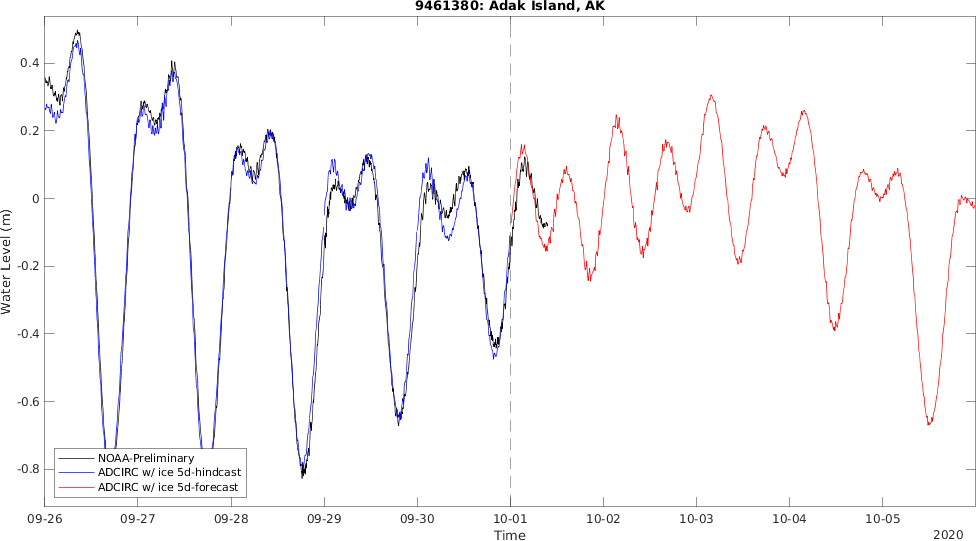 9461380: Adak Island, AK
Water Level (m)
0.4
0.2
0
-0.2
-0.4
-0.6
-0.8
NOAA-Preliminary
ADCIRC w/ ice 5d-hindcast
ADCIRC w/ ice 5d-forecast
09-26 09-27 09-28 09-29 09-30 10-01 10-02 10-03 10-04 10-05
Time
2020